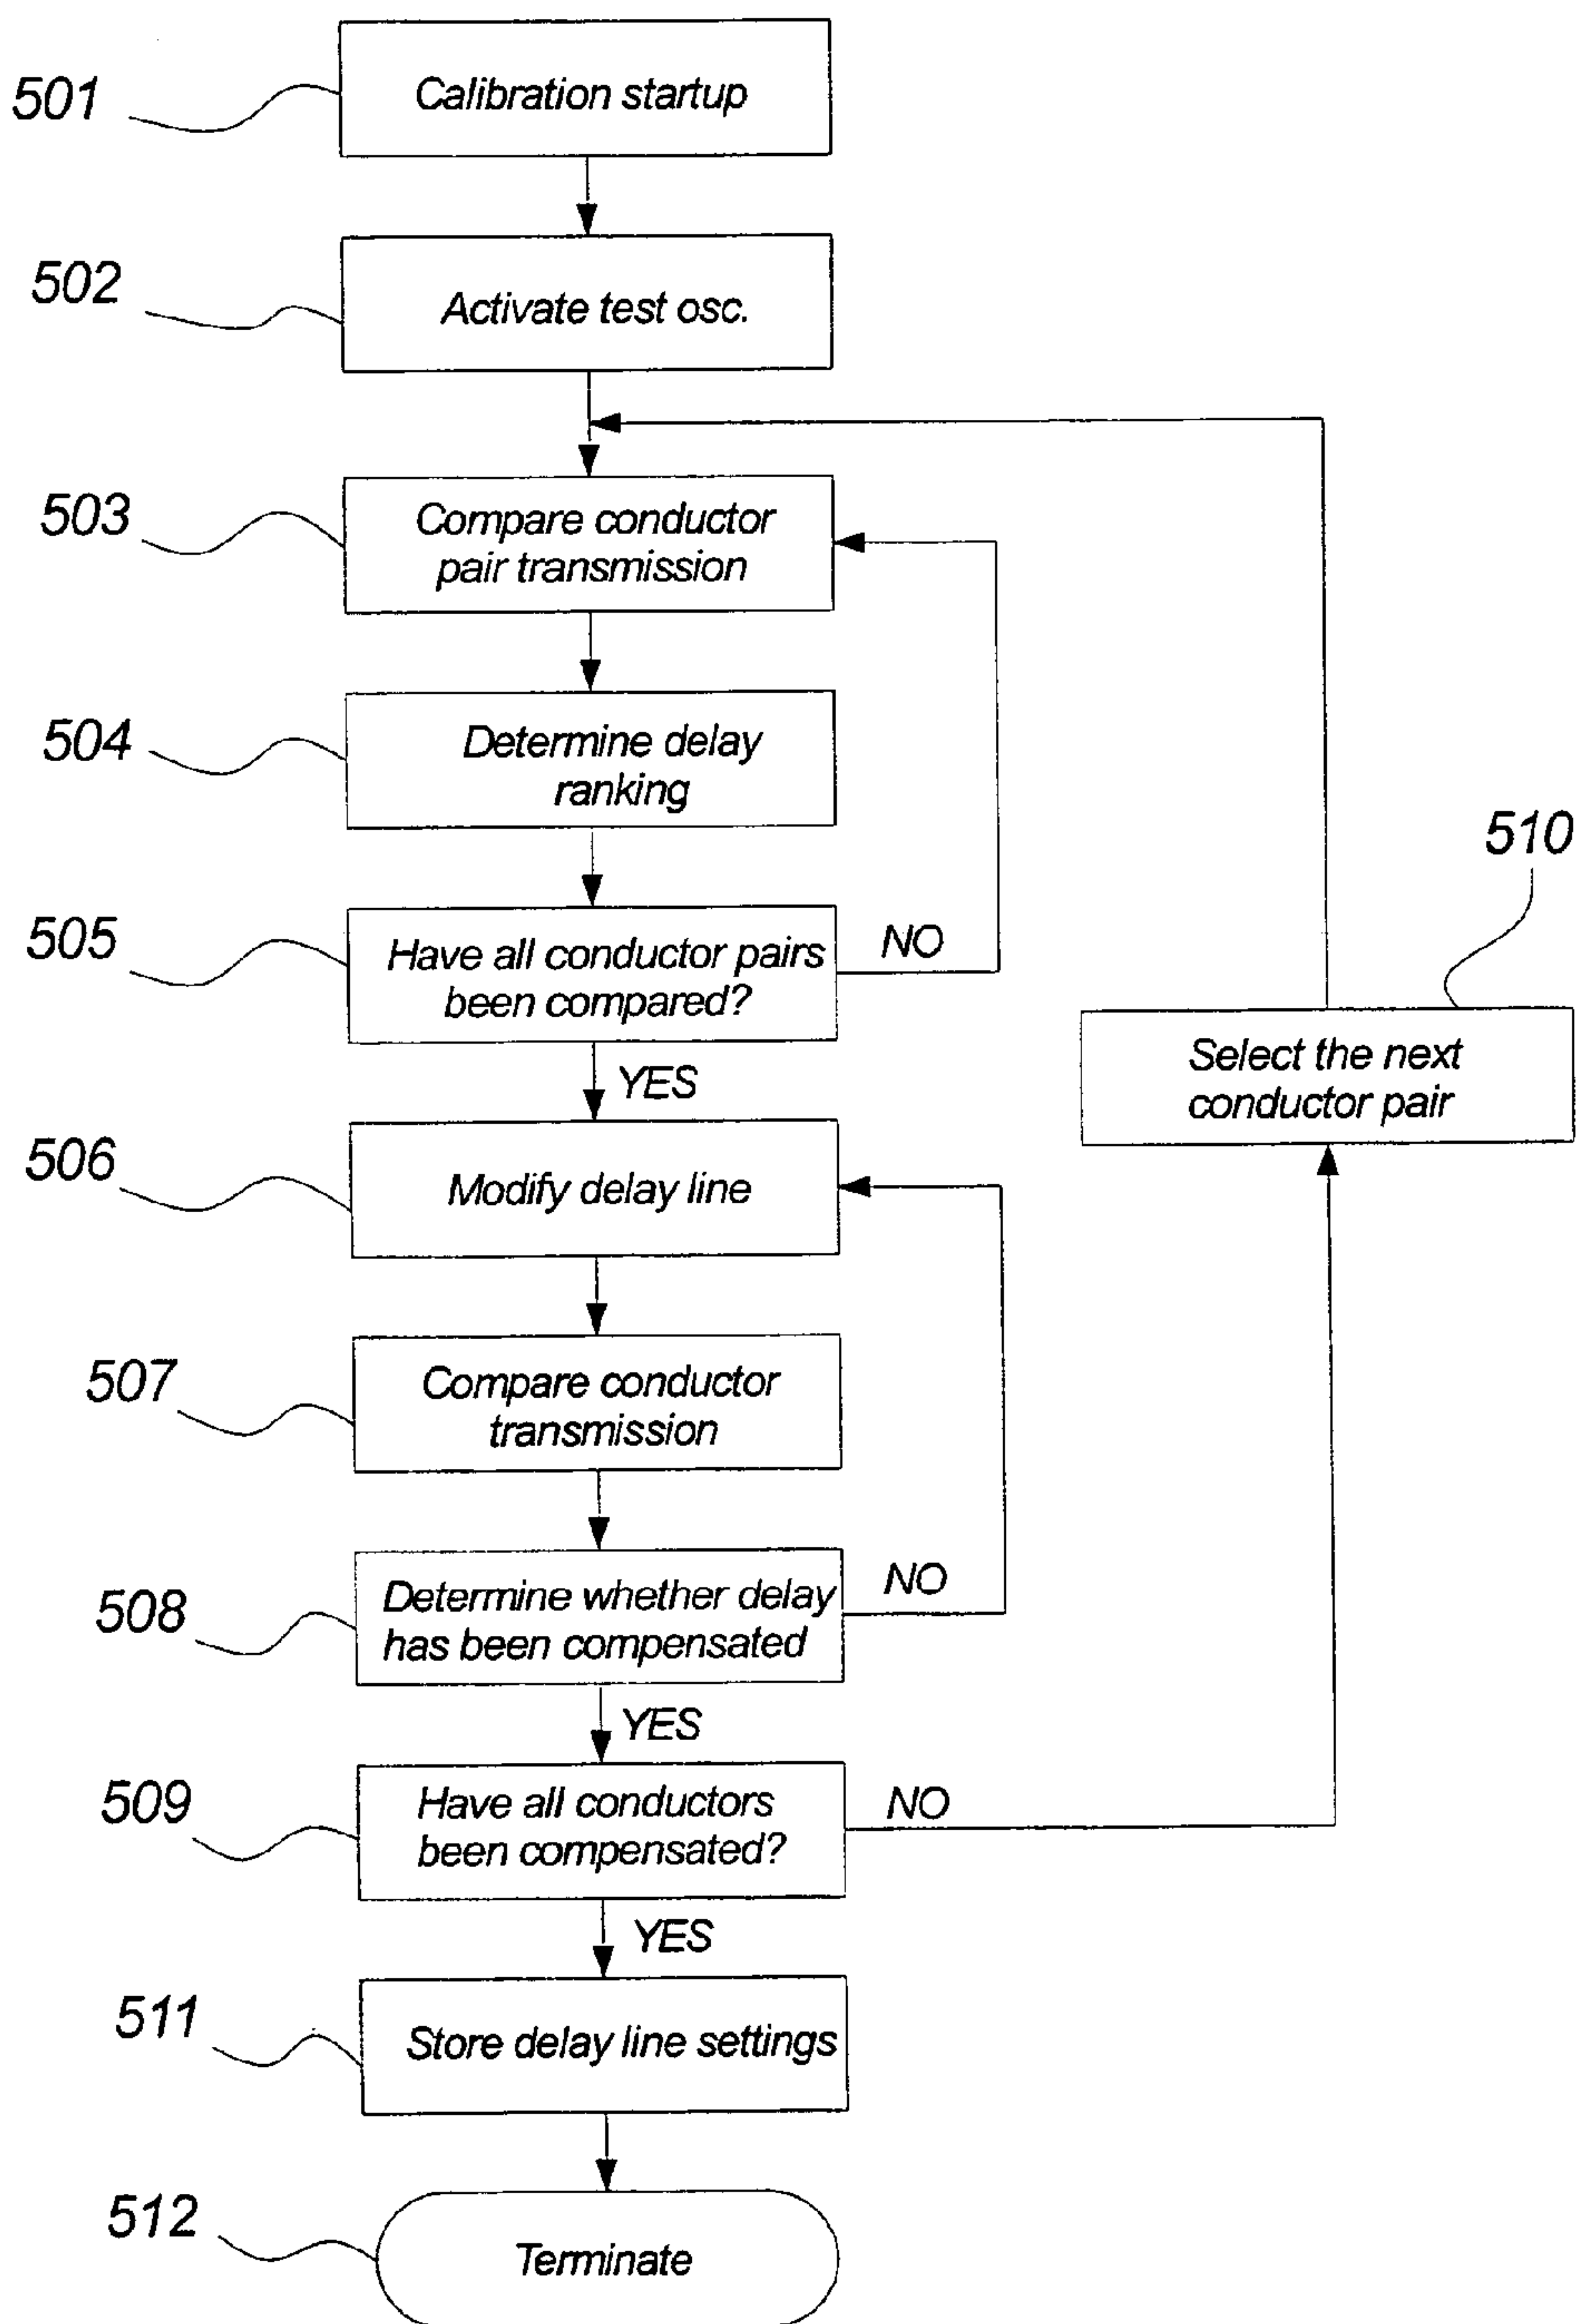 501
Calibration startup
502
Activate test osc.
503
Compare conductor
pair transmission
504
Determine delay
ranking
510
505
Have all conductor pairs
been compared?
NO
Select the next
conductor pair
YES
506
Modify delay line
507
Compare conductor
transmission
508
Determine whether delay
has been compensated
NO
YES
509
Have all conductors
been compensated?
NO
YES
511
Store delay line settings
512
Terminate